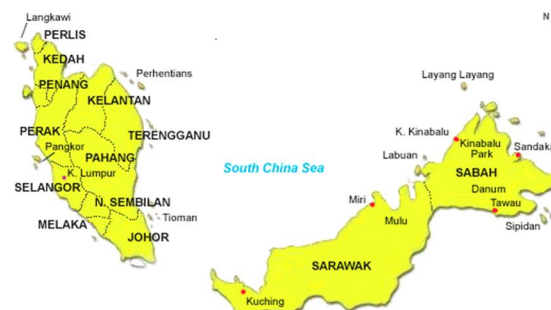 Langkawi
N
PERLIS
KEDAH
PENANG
Perhentians
KELANTAN
Layang Layang
PERAK
TERENGGANU
Pangkor
PAHANG
K. Lumpur
SELANGOR
N. SEMBILAN
MELAKA
Tioman
JOHOR
South China Sea
K. Kinabalu
Kinabalu
Park
Sandaka
Labuan
SABAH
Danum
Tawau
Sipidan
Miri
Mulu
SARAWAK
Kuching